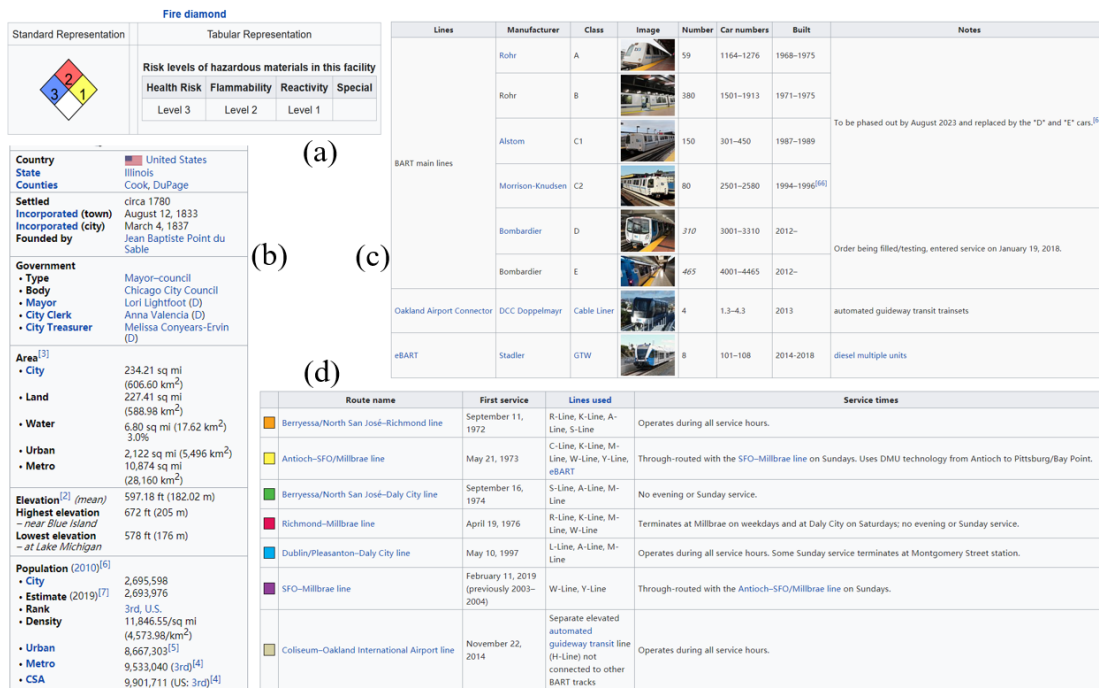 Fire diamond
Standard Representation
Tabular Representation
2
3
1
Risk levels of hazardous materials in this facility
Health Risk Flammability Reactivity Special
Level 3 Level 2 Level 1
(a)
Country United States
State Illinois
Counties Cook, DuPage
Settled circa 1780
Incorporated (town) August 12, 1833
Incorporated (city) March 4, 1837
Founded by Jean Baptiste Point du
Sable
Government
• Type Mayor–council
• Body Chicago City Council
• Mayor Lori Lightfoot (D)
• City Clerk Anna Valencia (D)
• City Treasurer Melissa Conyears-Ervin
(D)
Area[3]
• City 234.21 sq mi
(606.60 km2)
• Land 227.41 sq mi
(588.98 km2)
• Water 6.80 sq mi (17.62 km2)
3.0%
• Urban 2,122 sq mi (5,496 km2)
• Metro 10,874 sq mi
(28,160 km2)
Elevation[2] (mean) 597.18 ft (182.02 m)
Highest elevation 672 ft (205 m)
– near Blue Island
Lowest elevation 578 ft (176 m)
– at Lake Michigan
Population (2010)[6]
• City 2,695,598
• Estimate (2019)[7] 2,693,976
• Rank 3rd, U.S.
• Density 11,846.55/sq mi
(4,573.98/km2)
• Urban 8,667,303[5]
• Metro 9,533,040 (3rd)[4]
• CSA 9,901,711 (US: 3rd)[4]
(b)
(c)
Lines Manufacturer Class Image Number Car numbers Built Notes
BART main lines
Rohr A 59 1164–1276 1968–1975
Rohr B 380 1501–1913 1971–1975
To be phased out by August 2023 and replaced by the "D" and "E" cars.[6
Alstom C1 150 301–450 1987–1989
Morrison-Knudsen C2 80 2501–2580 1994–1996[66]
Bombardier D 310 3001–3310 2012–
Order being filled/testing, entered service on January 19, 2018.
Bombardier E 465 4001–4465 2012–
Oakland Airport Connector DCC Doppelmayr Cable Liner 4 1.3–4.3 2013 automated guideway transit trainsets
eBART Stadler GTW 8 101–108 2014-2018 diesel multiple units
(d)
Route name First service Lines used Service times
Berryessa/North San José–Richmond line
September 11,
1972
R-Line, K-Line, A-
Line, S-Line
Operates during all service hours.
Antioch–SFO/Millbrae line
May 21, 1973
C-Line, K-Line, M-
Line, W-Line, Y-Line,
eBART
Through-routed with the SFO–Millbrae line on Sundays. Uses DMU technology from Antioch to Pittsburg/Bay Point.
Berryessa/North San José–Daly City line
September 16,
1974
S-Line, A-Line, M-
Line
No evening or Sunday service.
Richmond–Millbrae line
April 19, 1976
R-Line, K-Line, M-
Line, W-Line
Terminates at Millbrae on weekdays and at Daly City on Saturdays; no evening or Sunday service.
Dublin/Pleasanton–Daly City line
May 10, 1997
L-Line, A-Line, M-
Line
Operates during all service hours. Some Sunday service terminates at Montgomery Street station.
SFO–Millbrae line
February 11, 2019
(previously 2003–
2004)
W-Line, Y-Line
Through-routed with the Antioch–SFO/Millbrae line on Sundays.
Coliseum–Oakland International Airport line
November 22,
2014
Separate elevated
automated
guideway transit line
(H-Line) not
connected to other
BART tracks
Operates during all service hours.